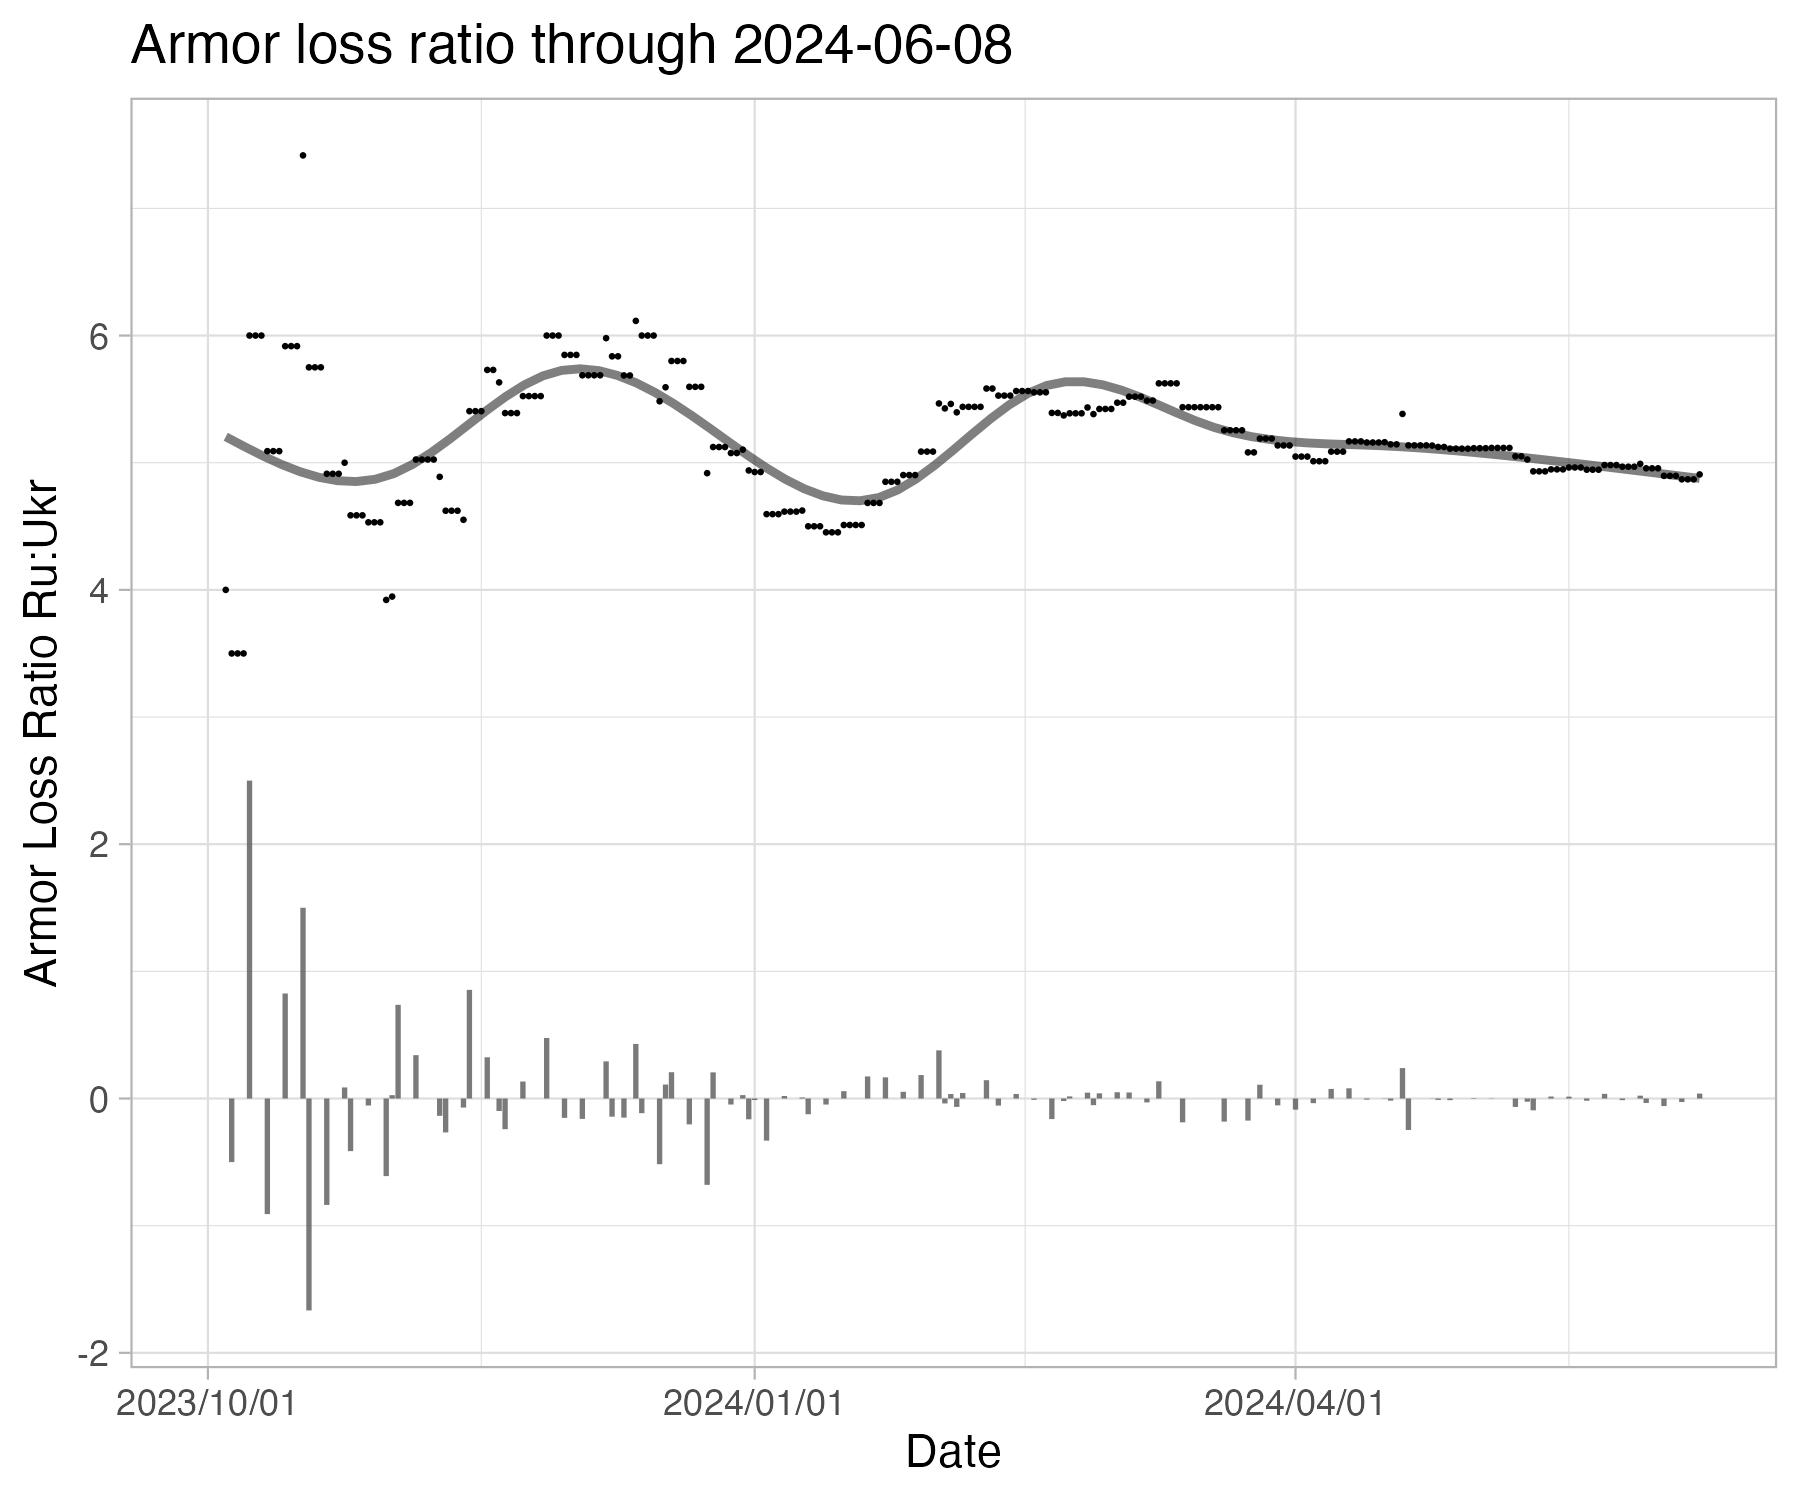 Armor loss ratio through 2024-06-08
Armor Loss Ratio Ru:Ukr
6
4
2
0
-2
2023/10/01
2024/01/01
2024/04/01
Date